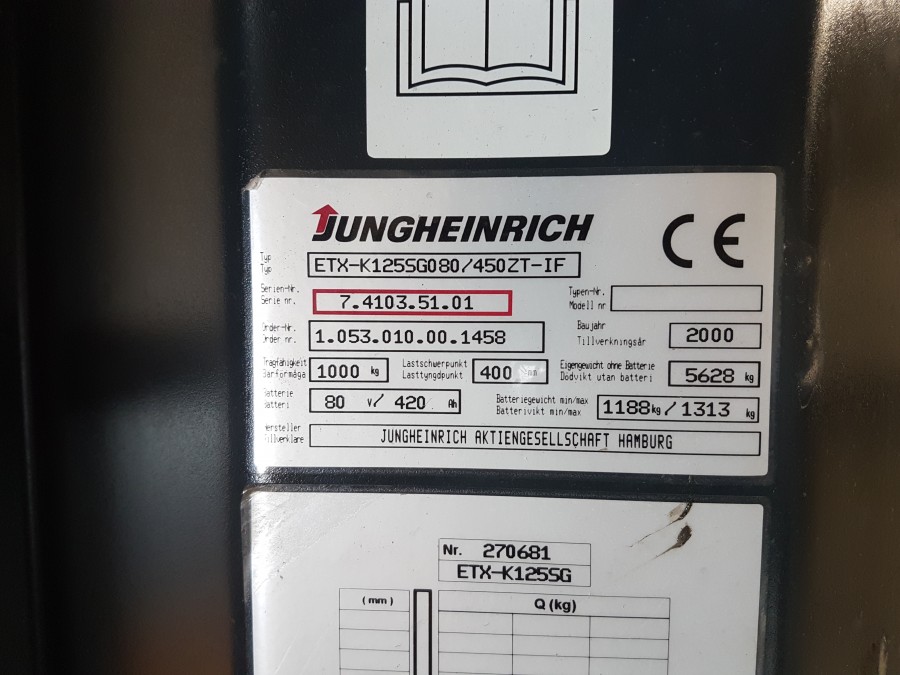 JUNGHEINRICH
CE
Typ
Typ
ETX-K125SG080/450ZT-IF
Serien-Nr.
Serie nr.
7.4103.51.01
Typen-Nr.
Modell nr
Order-Nr.
Order nr.
1.053.010.00.1458
Baujahr
Tillverkningsår
2000
Tragfähigkeit
Barförmåga
1000 kg
Lastschwerpunkt
Lasttyngdpunkt
400 mm
Eigengewicht ohne Batterie
Dödvikt utan batteri
5628 kg
Batterie
Batteri
80 V/ 420 Ah
Batteriegewicht min/max
Batterivikt min/max
1188kg/1313 kg
Hersteller
Tillverklare
JUNGHEINRICH AKTIENGESELLSCHAFT HAMBURG
Nr. 270681
ETX-K125SG
(mm)
Q (kg)